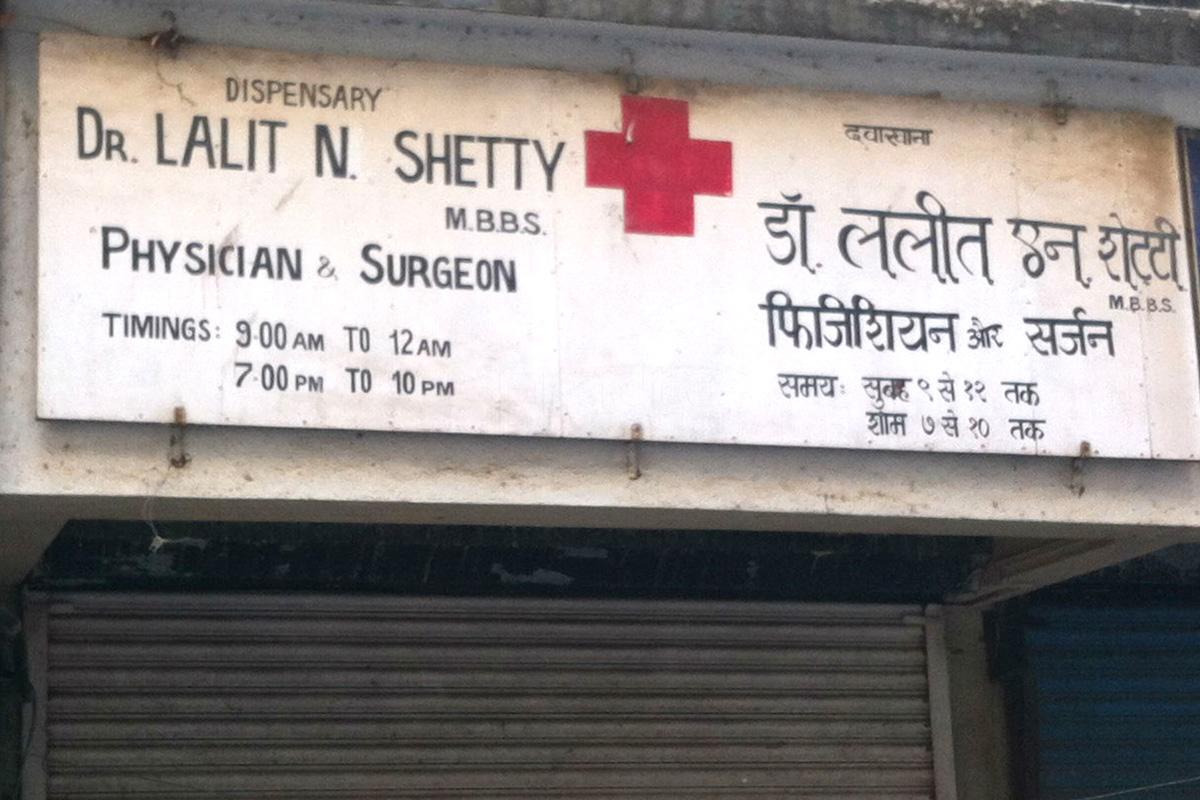 DISPENSARY
DR. LALIT N. SHETTY
M.B.B.S.
PHYSICIAN & SURGEON
TIMINGS: 9.00 AM TO 12 AM
7.00 PM TO 10 PM
दवाखाना
डॉ. ललीत एन. शेट्टी
M.B.B.S.
फिजिशियन और सर्जन
समय: सुबह ९ से १२ तक
शाम ७ से १० तक